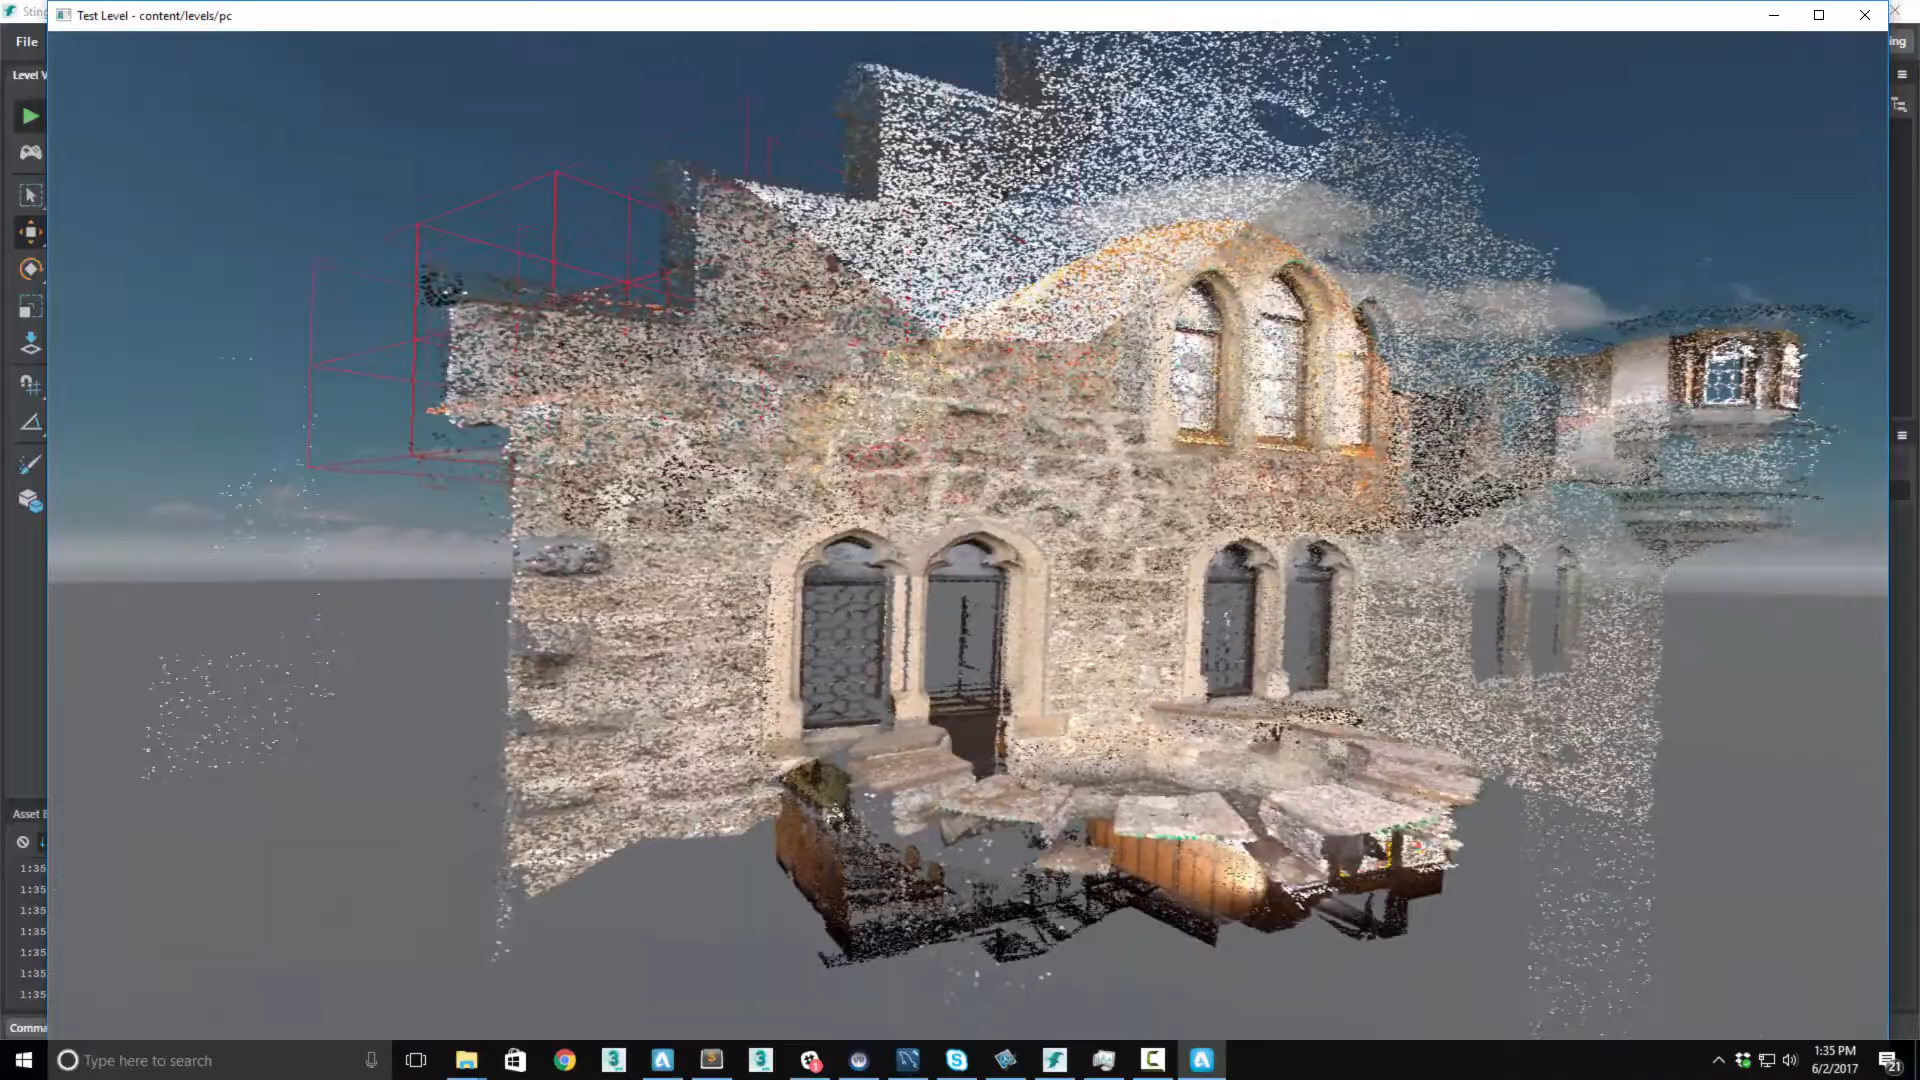 Sting
Test Level - content/levels/pc
File
ing
Level V
Asset B
1:35
1:35
1:35
1:35
1:35
1:35
1:35
Comma
Type here to search
1:35 PM
6/2/2017
21